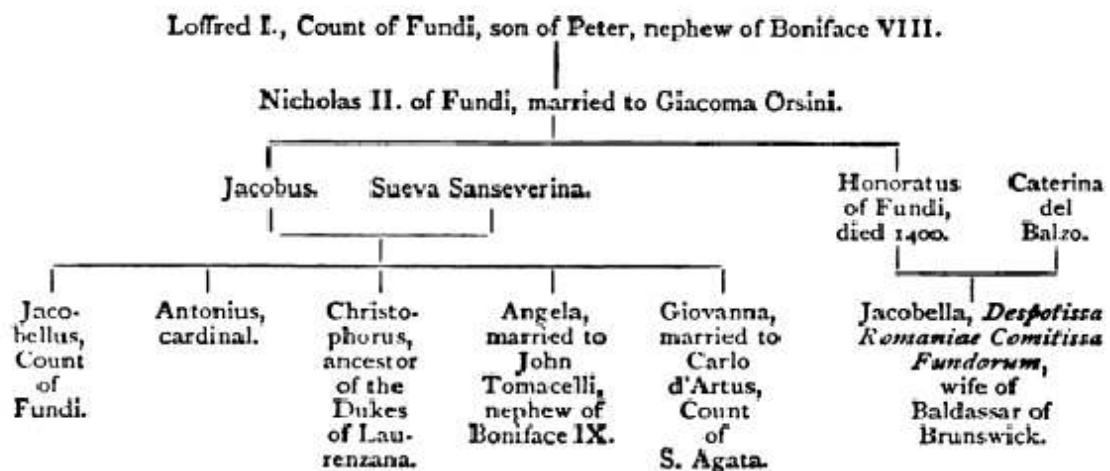 Loffred I., Count of Fundi, son of Peter, nephew of Boniface VIII.
Nicholas II. of Fundi, married to Giacoma Orsini.
Jacobus.
Sueva Sanseverina.
Honoratus
of Fundi,
died 1400.
Caterina
del
Balzo.
Jaco-
bellus,
Count
of
Fundi.
Antonius,
cardinal.
Christo-
phorus,
ancestor
of the
Dukes
of Lau-
renzana.
Angela,
married to
John
Tomacelli,
nephew of
Boniface IX.
Giovanna,
married to
Carlo
d'Artus,
Count
of
S. Agata.
Jacobella, Despotissa
Romaniae Comitissa
Fundorum,
wife of
Baldassar of
Brunswick.